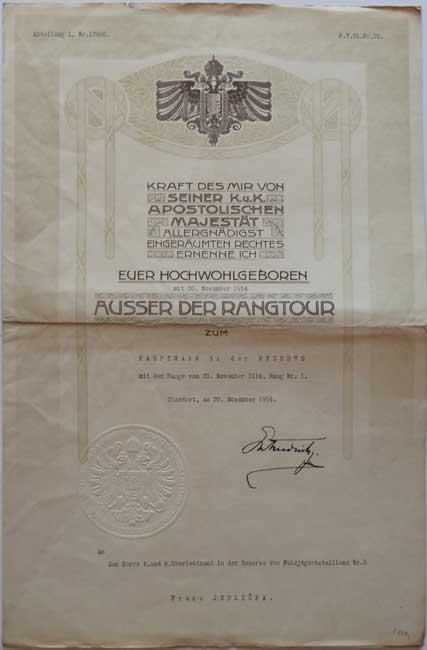 Abteilung 1. Nr.
P.V.Bl.Nr.
KRAFT DES MIR VON
SEINER K.u.K.
APOSTOLISCHEN
MAJESTÄT
ALLERGNÄDIGST
EINGERÄUMTEN RECHTES
ERNENNE ICH
EUER HOCHWOHLGEBOREN
mit 20. November 1914
AUSSER DER RANGTOUR
ZUM
HAUPTMANN in der RESERVE
mit dem Range vom 20. November 1914, Rang Nr. 1.
Standort, am 20. November 1914.
An
den Herrn k.und k.Oberleutnant in der Reserve des Feldjägerbataillons Nr.
Franz JEDLIČKA.